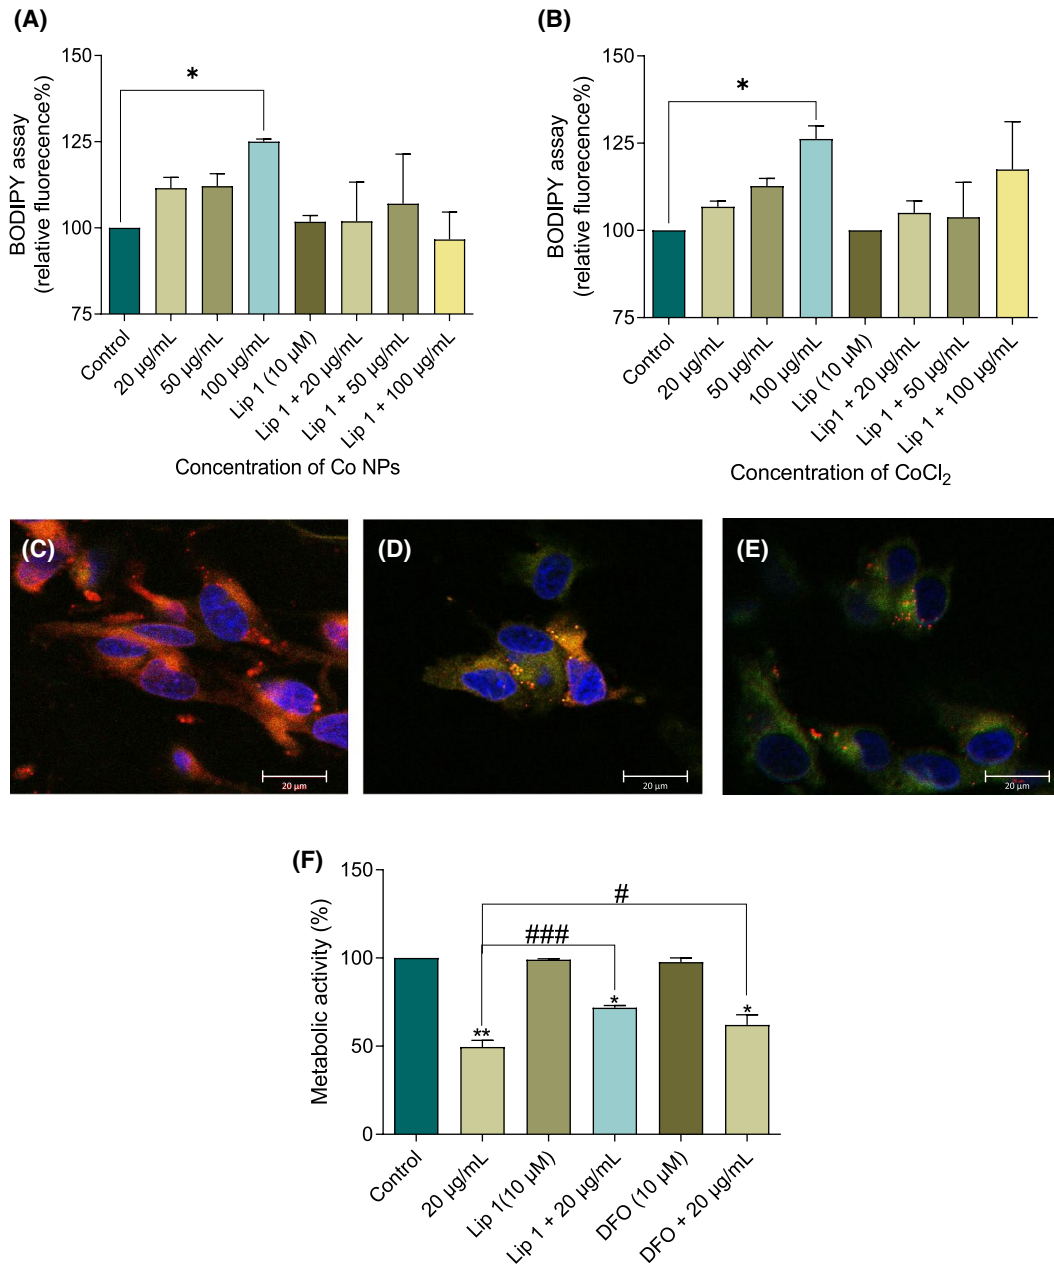 (A)
BODIPY assay
(relative fluorecence%)
150
125
100
75
*
Control
20 µg/mL
50 µg/mL
100 µg/mL
Lip 1 (10 µM)
Lip 1 + 20 µg/mL
Lip 1 + 50 µg/mL
Lip 1 + 100 µg/mL
Concentration of Co NPs
(B)
BODIPY assay
(relative fluorescence%)
150
125
100
75
*
Control
20 µg/mL
50 µg/mL
100 µg/mL
Lip (10 µM)
Lip1 + 20 µg/mL
Lip 1 + 50 µg/mL
Lip 1 + 100 µg/mL
Concentration of CoCl₂
(C)
20 µm
(D)
20 µm
(E)
20 µm
(F)
Metabolic activity (%)
150
100
50
0
#
###
**
*
*
Control
20 µg/mL
Lip 1(10 µM)
Lip 1 + 20 µg/mL
DFO (10 µM)
DFO + 20 µg/mL